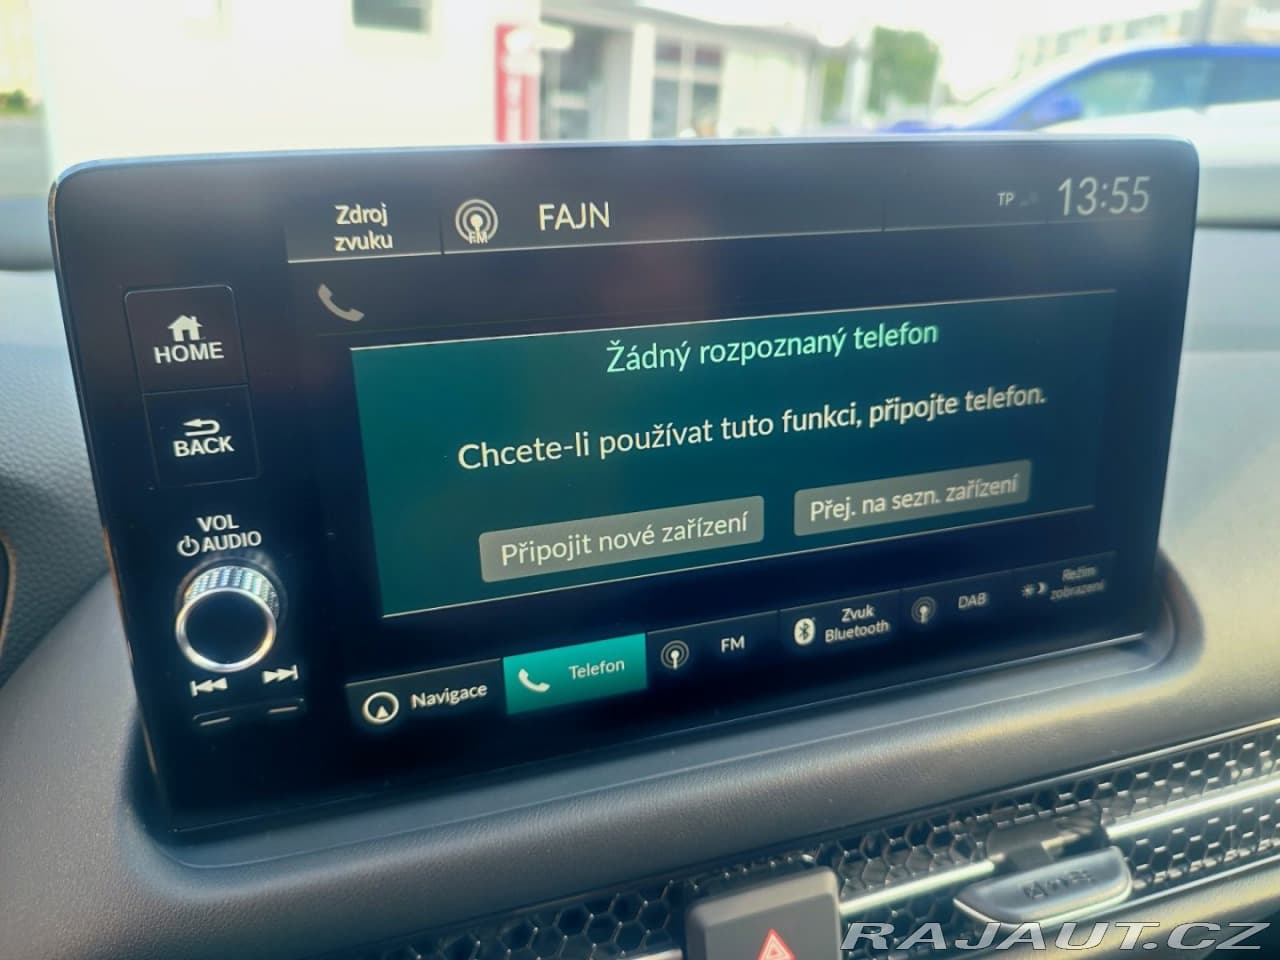 Zdroj
zvuku
FM
FAJN
TP
13:55
HOME
BACK
VOL
AUDIO
Žádný rozpoznaný telefon
Chcete-li používat tuto funkci, připojte telefon.
Připojit nové zařízení
Přej. na sezn. zařízení
Navigace
Telefon
FM
Zvuk
Bluetooth
DAB
Režim
zobrazení
RAJAUT.CZ